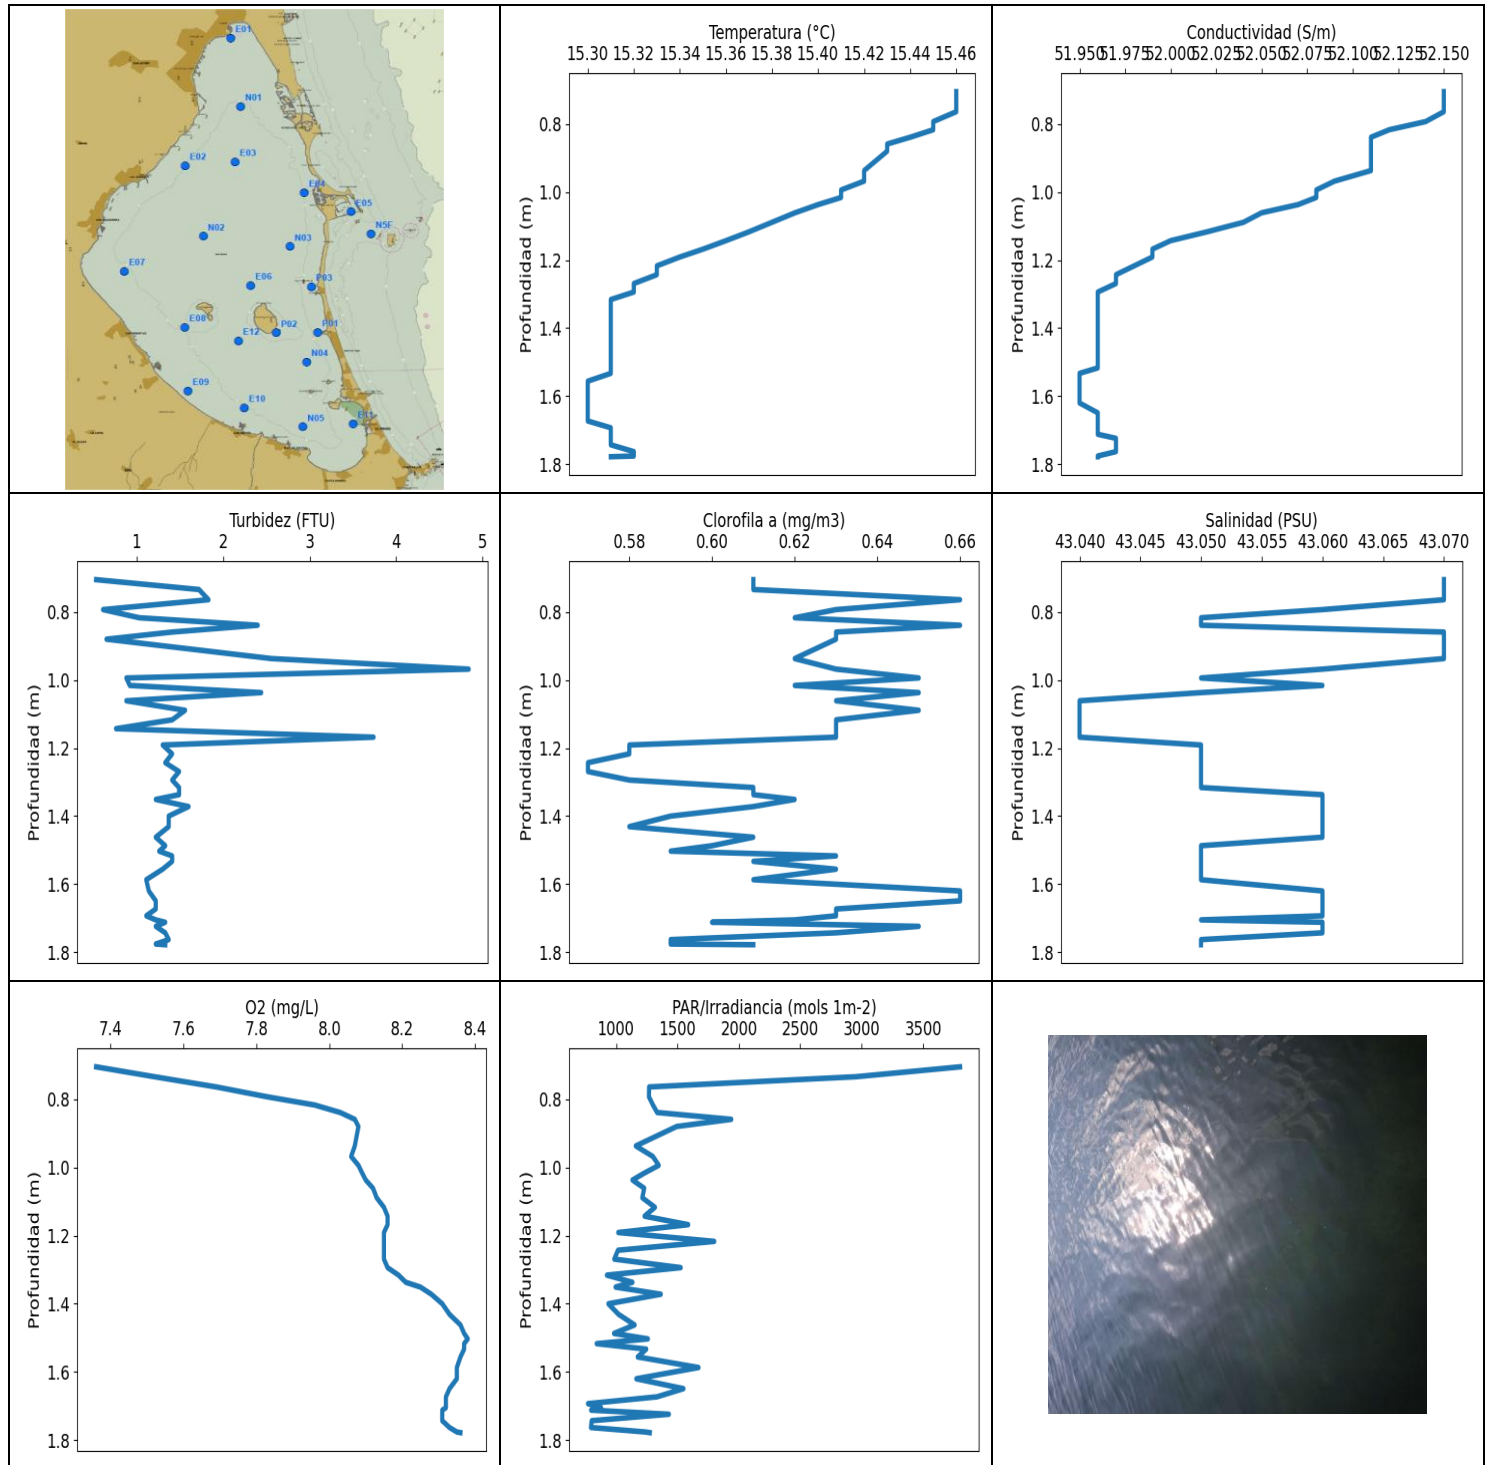 E01
N01
E02
E03
E04
E05
N5E
N02
N03
E07
E06
P03
E08
E12
P02
P01
N04
E09
E10
N05
E11
Temperatura (°C)
15.30 15.32 15.34 15.36 15.38 15.40 15.42 15.44 15.46
Profundidad (m)
0.8
1.0
1.2
1.4
1.6
1.8
Conductividad (S/m)
51.950 51.975 52.000 52.025 52.050 52.075 52.100 52.125 52.150
Profundidad (m)
0.8
1.0
1.2
1.4
1.6
1.8
Turbidez (FTU)
1 2 3 4 5
Profundidad (m)
0.8
1.0
1.2
1.4
1.6
1.8
Clorofila a (mg/m3)
0.58 0.60 0.62 0.64 0.66
Profundidad (m)
0.8
1.0
1.2
1.4
1.6
1.8
Salinidad (PSU)
43.040 43.045 43.050 43.055 43.060 43.065 43.070
Profundidad (m)
0.8
1.0
1.2
1.4
1.6
1.8
O2 (mg/L)
7.4 7.6 7.8 8.0 8.2 8.4
Profundidad (m)
0.8
1.0
1.2
1.4
1.6
1.8
PAR/Irradiancia (mols 1m-2)
1000 1500 2000 2500 3000 3500
Profundidad (m)
0.8
1.0
1.2
1.4
1.6
1.8